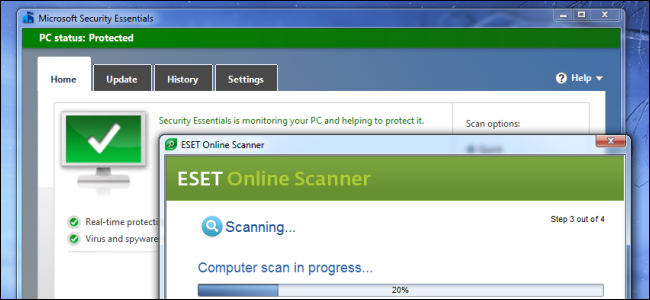 Microsoft Security Essentials
PC status: Protected
Home Update History Settings Help
Security Essentials is monitoring your PC and helping to protect it.
Scan options:
ESET Online Scanner
ESET Online Scanner
Real-time protecti
Step 3 out of 4
Scanning...
Virus and spyware
Computer scan in progress...
20%